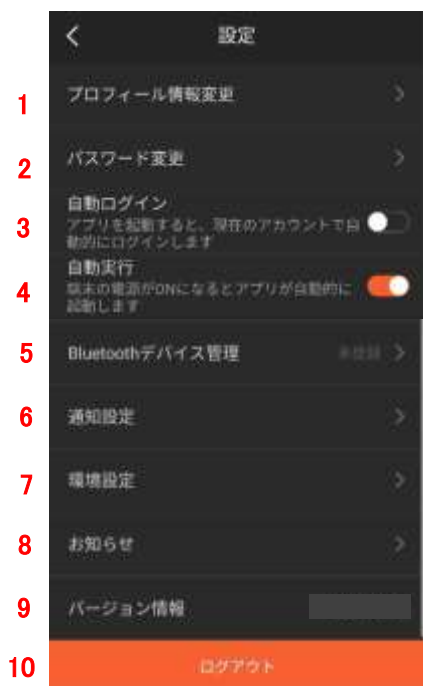 設定
1 プロフィール情報変更
2 パスワード変更
自動ログイン
3 アプリを起動すると、現在のアカウントで自
動的にログインします
自動実行
4 端末の電源がONになるとアプリが自動的に
起動します
5 Bluetoothデバイス管理
6 通知設定
7 環境設定
8 お知らせ
9 バージョン情報
10 ログアウト